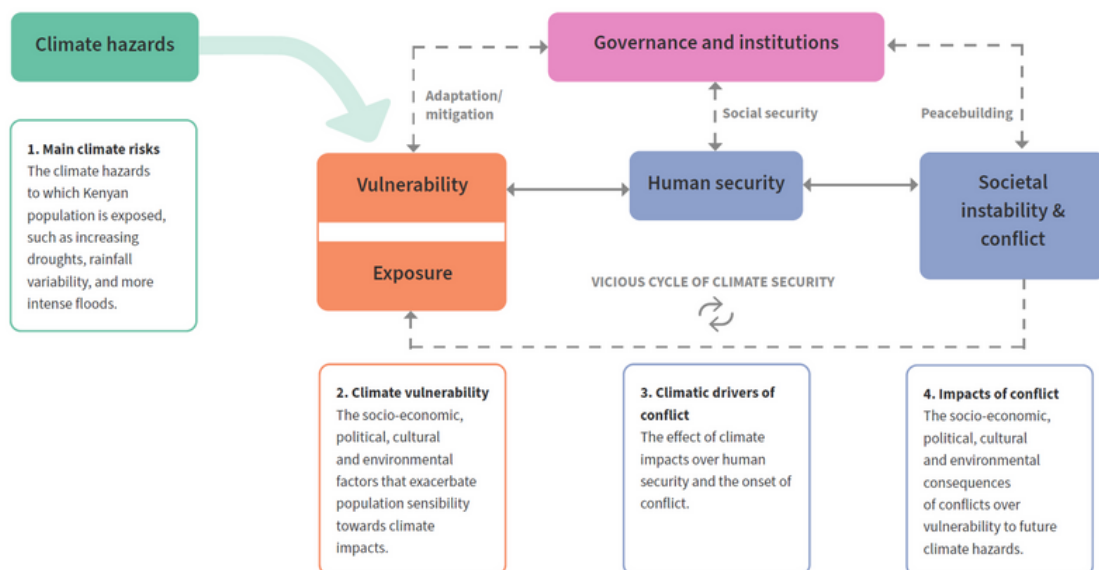 Climate hazards
Governance and institutions
Adaptation/
mitigation
Social security
Peacebuilding
1. Main climate risks
The climate hazards
to which Kenyan
population is exposed,
such as increasing
droughts, rainfall
variability, and more
intense floods.
Vulnerability
Exposure
Human security
Societal
instability &
conflict
VICIOUS CYCLE OF CLIMATE SECURITY
2. Climate vulnerability
The socio-economic,
political, cultural
and environmental
factors that exacerbate
population sensibility
towards climate
impacts.
3. Climatic drivers of
conflict
The effect of climate
impacts over human
security and the onset of
conflict.
4. Impacts of conflict
The socio-economic,
political, cultural
and environmental
consequences
of conflicts over
vulnerability to future
climate hazards.